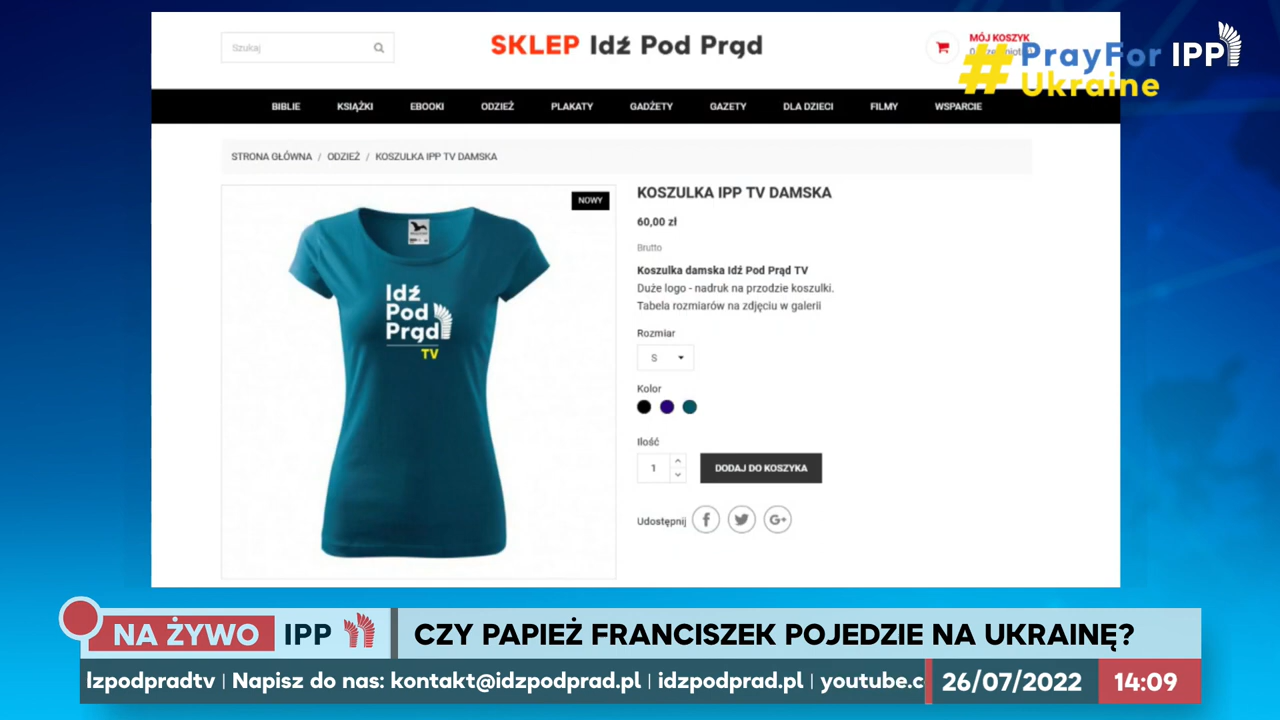 Szukaj
SKLEP Idź Pod Prąd
MÓJ KOSZYK
#PrayFor
Ukraine
IPP
BIBLIE KSIĄŻKI EBOOKI ODZIEŻ PLAKATY GADŻETY GAZETY DLA DZIECI FILMY WSPARCIE
STRONA GŁÓWNA / ODZIEŻ / KOSZULKA IPP TV DAMSKA
NOWY
Idź
Pod
Prąd
TV
KOSZULKA IPP TV DAMSKA
60,00 zł
Brutto
Koszulka damska Idź Pod Prąd TV
Duże logo - nadruk na przodzie koszulki.
Tabela rozmiarów na zdjęciu w galerii
Rozmiar
S
Kolor
Ilość
1
DODAJ DO KOSZYKA
Udostępnij
NA ŻYWO IPP CZY PAPIEŻ FRANCISZEK POJEDZIE NA UKRAINĘ?
Izpodpradtv | Napisz do nas: kontakt@idzpodprad.pl | idzpodprad.pl | youtube.c 26/07/2022 14:09